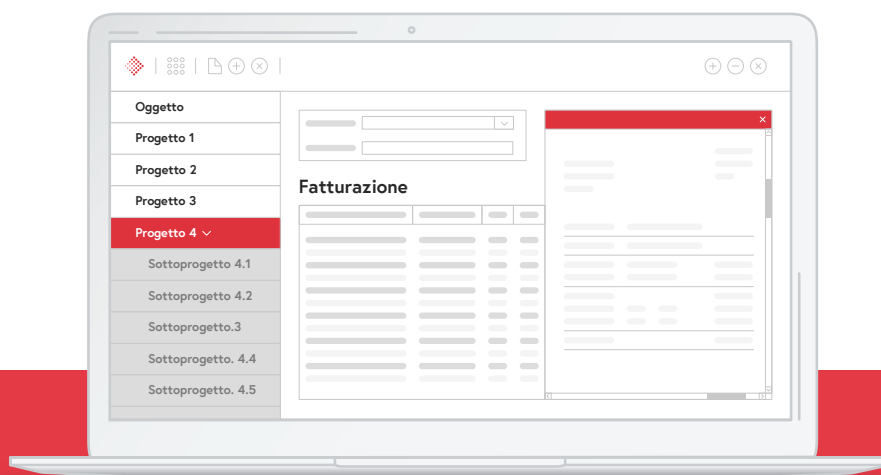 Oggetto
Progetto 1
Progetto 2
Progetto 3
Progetto 4
Sottoprogetto 4.1
Sottoprogetto 4.2
Sottoprogetto.3
Sottoprogetto. 4.4
Sottoprogetto. 4.5
Fatturazione